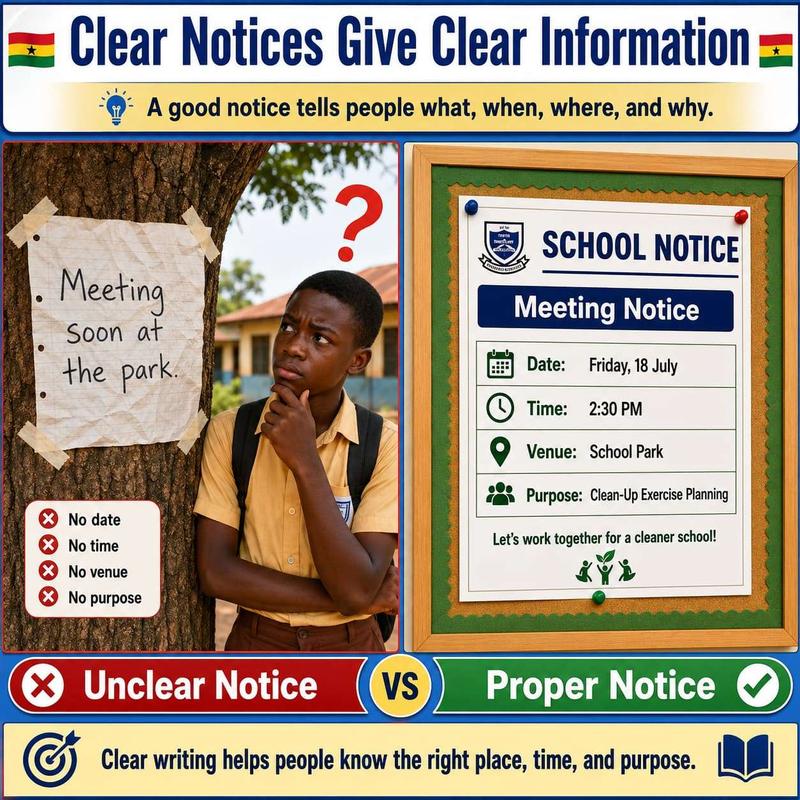 Clear Notices Give Clear Information
A good notice tells people what, when, where, and why.
Meeting
soon at
the park.
?
No date
No time
No venue
No purpose
SCHOOL NOTICE
Meeting Notice
Date: Friday, 18 July
Time: 2:30 PM
Venue: School Park
Purpose: Clean-Up Exercise Planning
Let's work together for a cleaner school!
Unclear Notice
VS
Proper Notice
Clear writing helps people know the right place, time, and purpose.